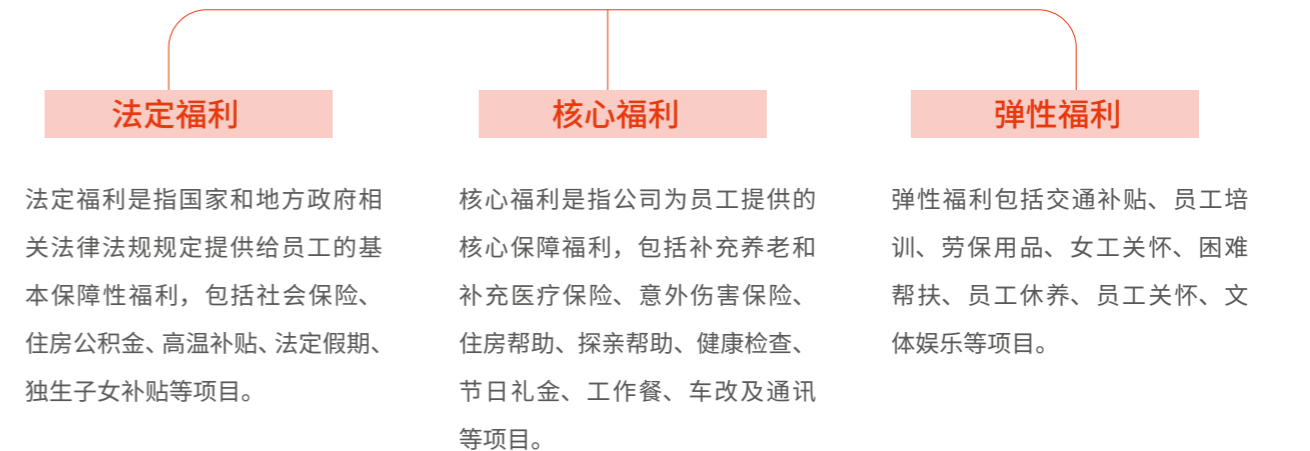 法定福利
法定福利是指国家和地方政府相
关法律法规规定提供给员工的基
本保障性福利，包括社会保险、
住房公积金、高温补贴、法定假期、
独生子女补贴等项目。
核心福利
核心福利是指公司为员工提供的
核心保障福利，包括补充养老和
补充医疗保险、意外伤害保险、
住房帮助、探亲帮助、健康检查、
节日礼金、工作餐、车改及通讯
等项目。
弹性福利
弹性福利包括交通补贴、员工培
训、劳保用品、女工关怀、困难
帮扶、员工休养、员工关怀、文
体娱乐等项目。